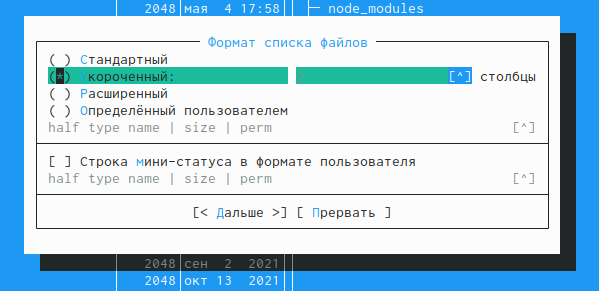 2048 мая 4 17:58 node_modules
Формат списка файлов
( ) Стандартный
(*) Укороченный: 2 [^] столбцы
( ) Расширенный
( ) Определённый пользователем
half type name | size | perm [^]
[ ] Строка мини-статуса в формате пользователя
half type name | size | perm [^]
[< Дальше >] [ Прервать ]
2048 сен 2 2021
2048 окт 13 2021